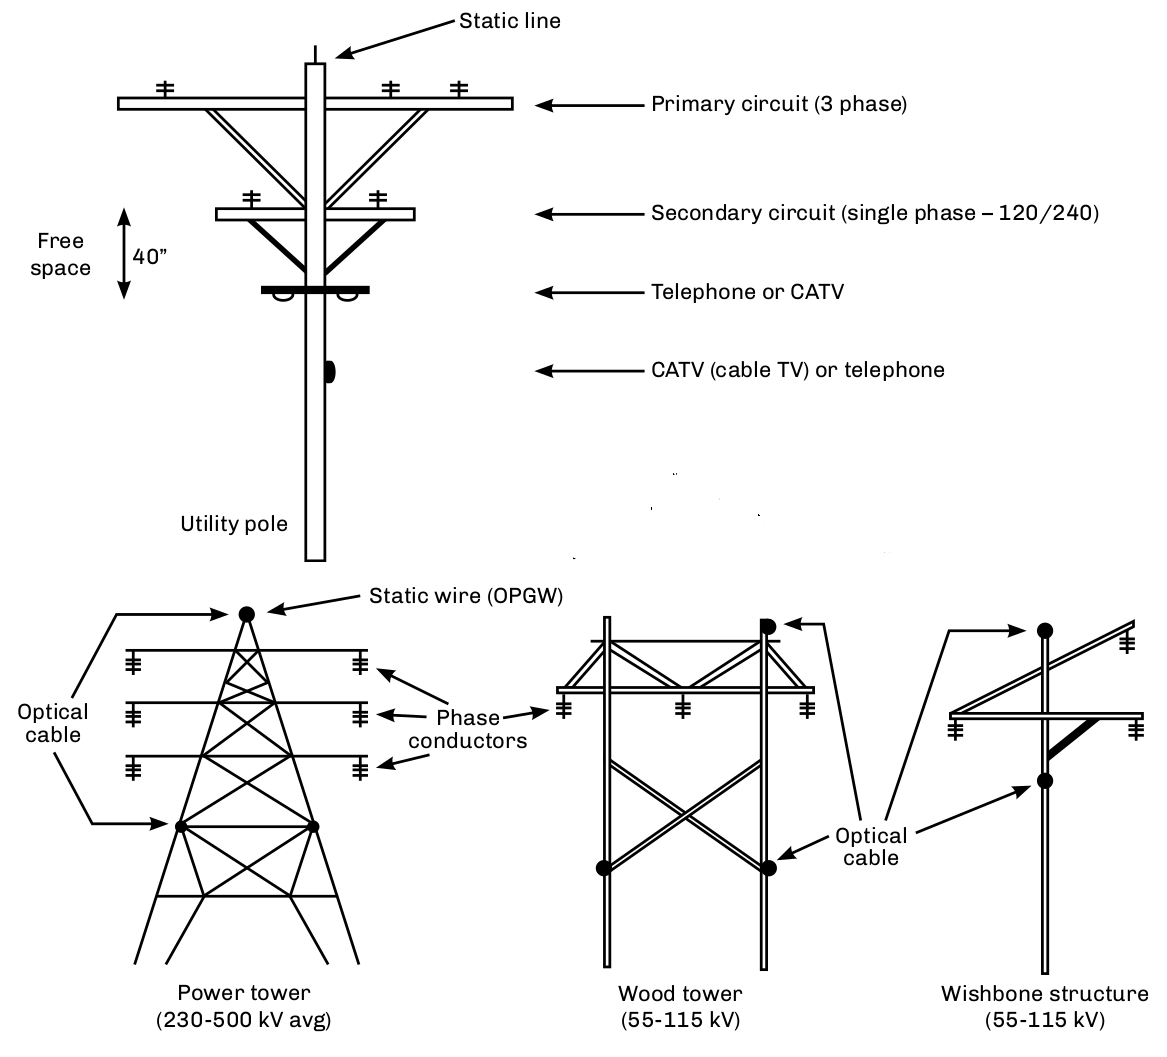 Static line
Primary circuit (3 phase)
Secondary circuit (single phase – 120/240)
Free
space
40”
Telephone or CATV
CATV (cable TV) or telephone
Utility pole
Static wire (OPGW)
Optical
cable
Phase
conductors
Optical
cable
Power tower
(230-500 kV avg)
Wood tower
(55-115 kV)
Wishbone structure
(55-115 kV)